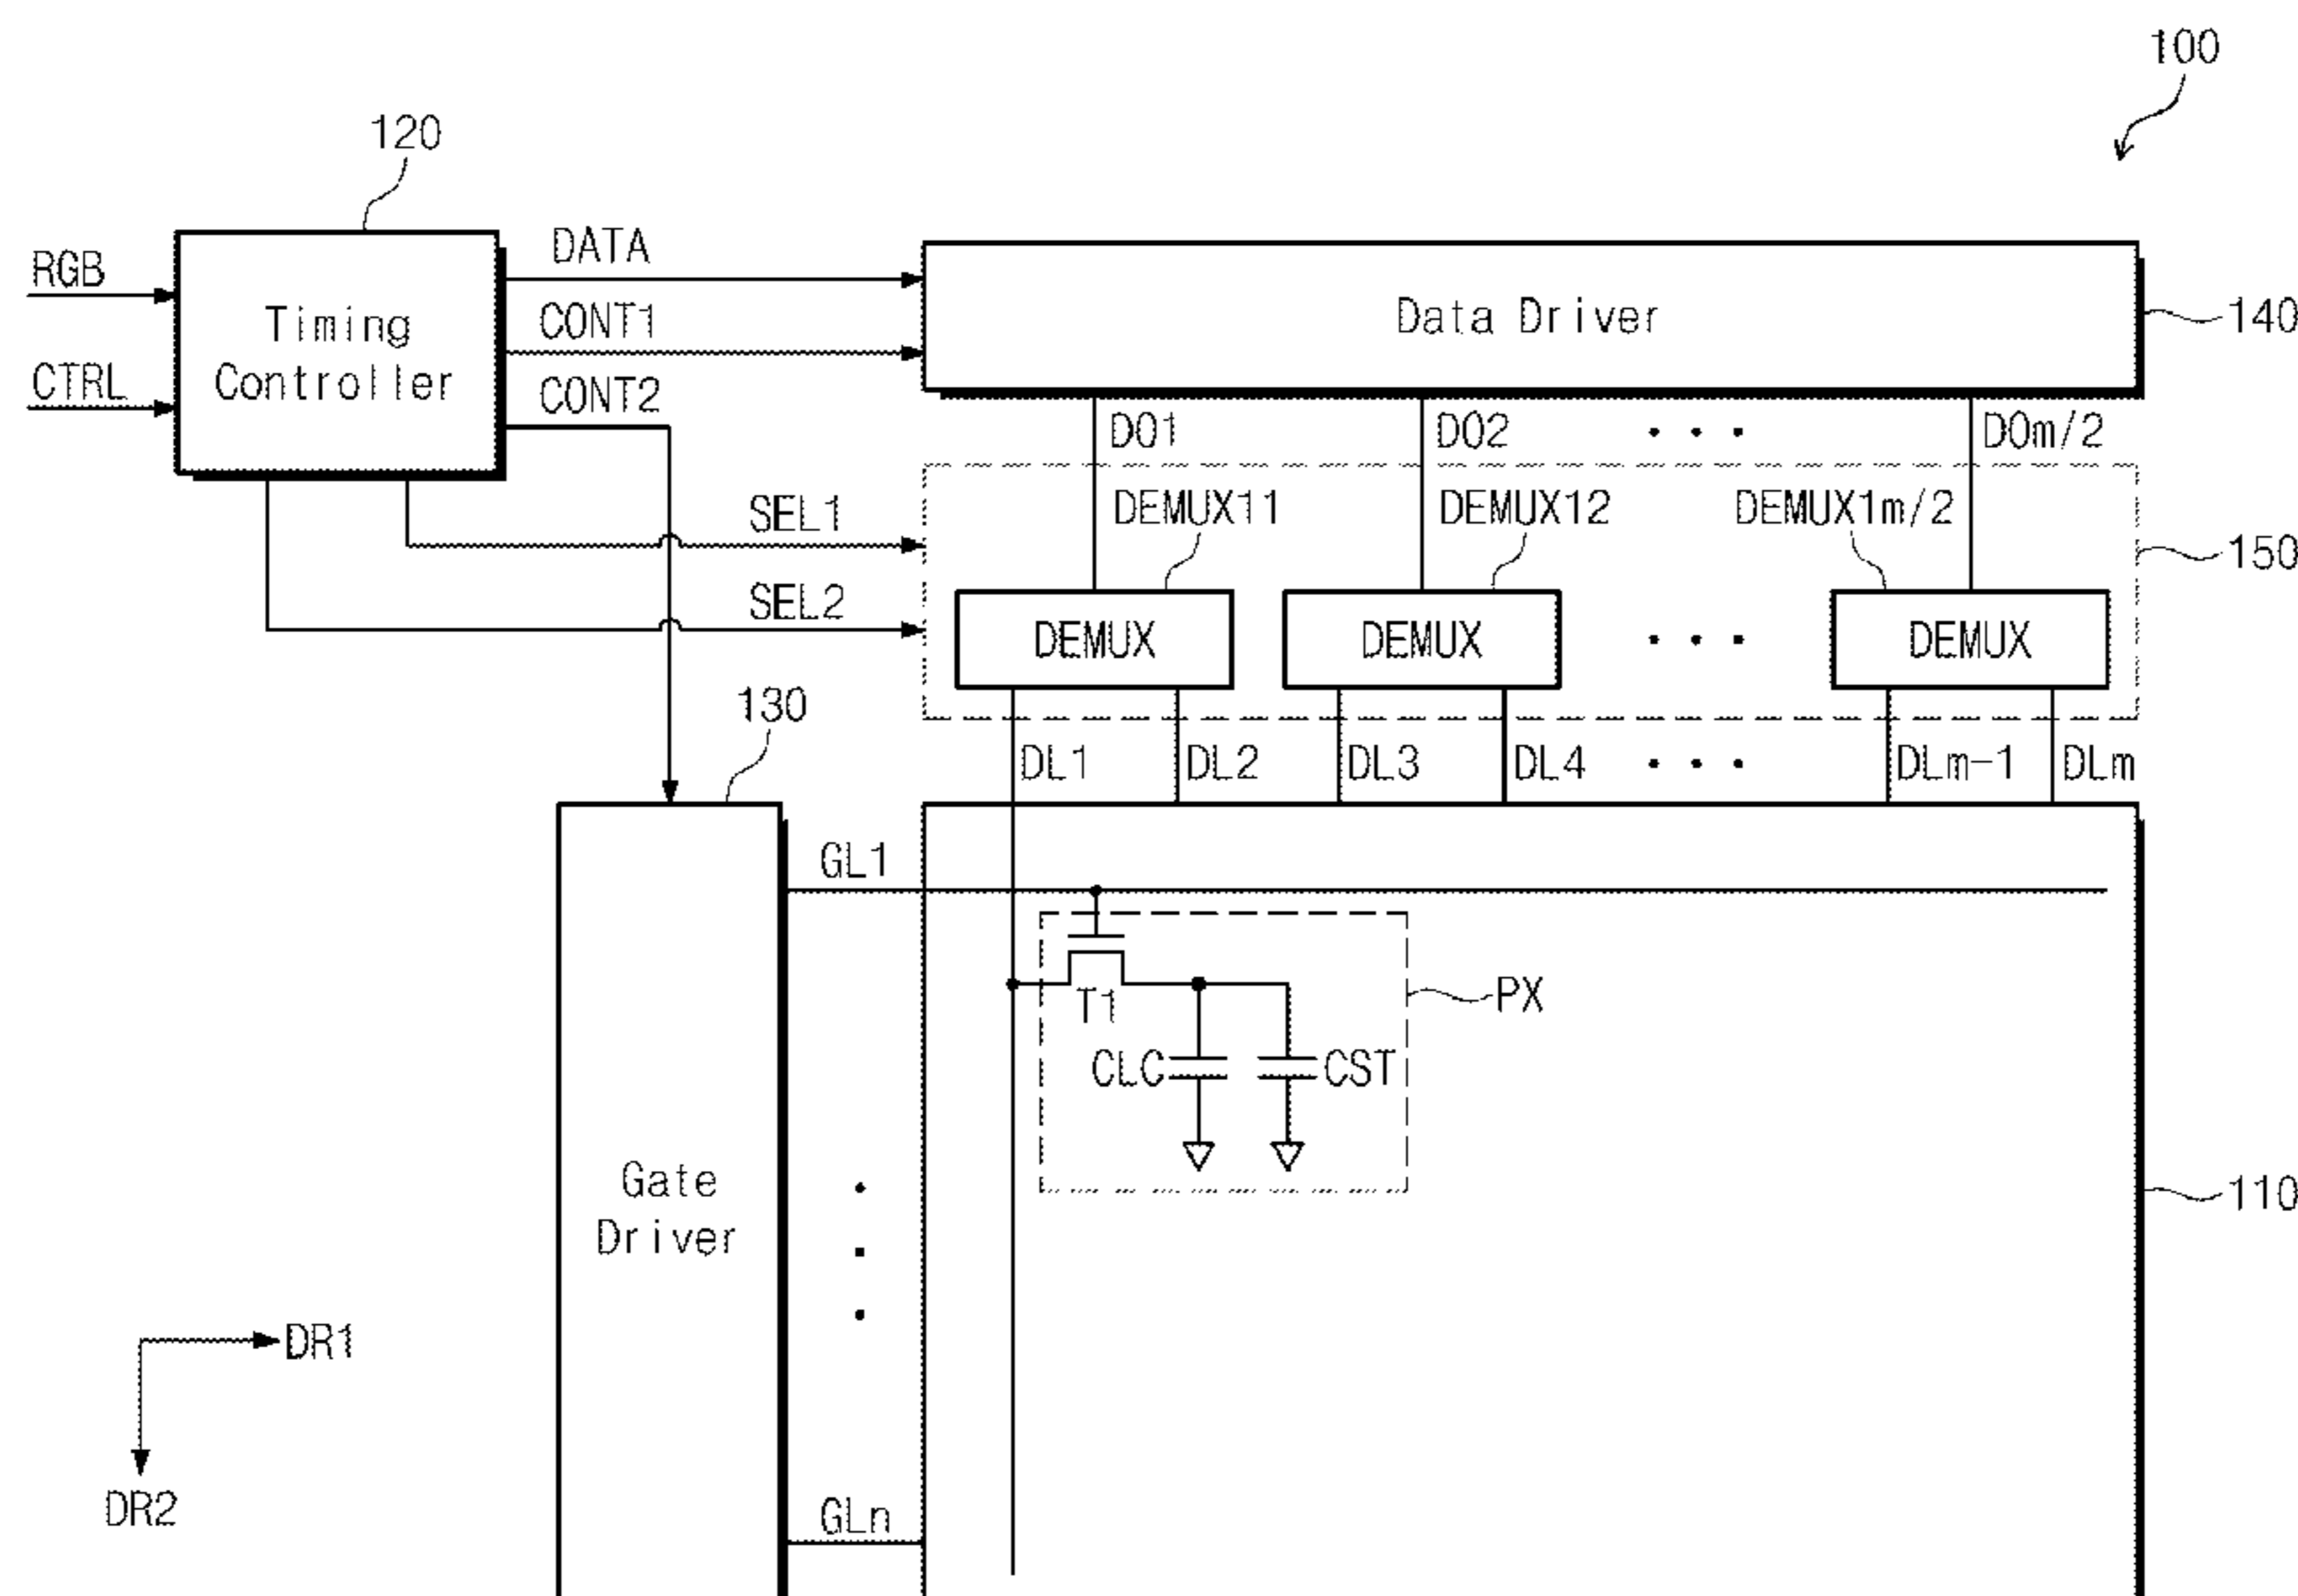 100
120
RGB
CTRL
Timing
Controller
DATA
CONT1
CONT2
Data Driver
140
DO1
DO2
DOm/2
SEL1
SEL2
DEMUX11
DEMUX12
DEMUX1m/2
150
DEMUX
DEMUX
DEMUX
130
DL1
DL2
DL3
DL4
DLm-1
DLm
GL1
T1
PX
CLC
CST
Gate
Driver
110
DR1
DR2
GLn